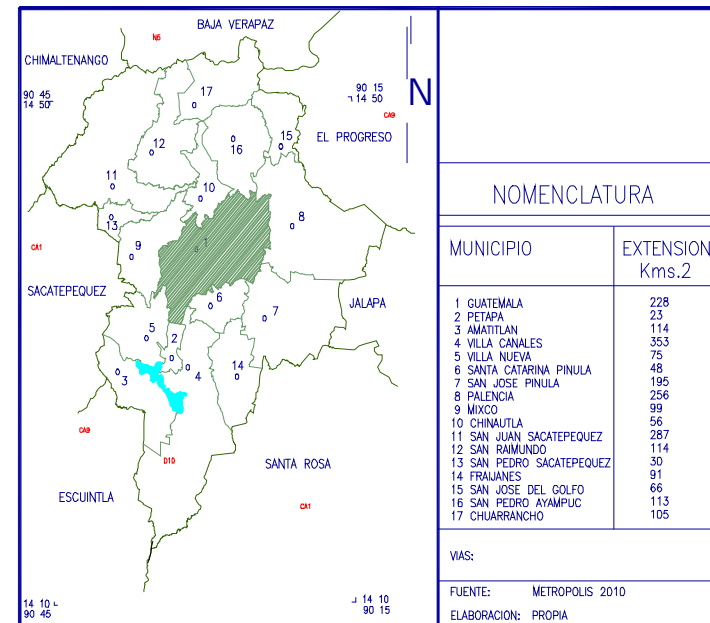 BAJA VERAPAZ
N5
CHIMALTENANGO
90 45
14 50
90 15
14 50
N
CA9
17
EL PROGRESO
15
16
12
11
10
13
8
1
9
CA1
SACATEPEQUEZ
JALAPA
6
7
5
2
3
4
14
CA9
D10
SANTA ROSA
ESCUINTLA
CA1
14 10
90 45
14 10
90 15
NOMENCLATURA
MUNICIPIO EXTENSION
Kms.2
1 GUATEMALA 228
2 PETAPA 23
3 AMATITLAN 114
4 VILLA CANALES 353
5 VILLA NUEVA 75
6 SANTA CATARINA PINULA 48
7 SAN JOSE PINULA 195
8 PALENCIA 256
9 MIXCO 99
10 CHINAUTLA 56
11 SAN JUAN SACATEPEQUEZ 287
12 SAN RAIMUNDO 114
13 SAN PEDRO SACATEPEQUEZ 30
14 FRAIJANES 91
15 SAN JOSE DEL GOLFO 66
16 SAN PEDRO AYAMPUC 113
17 CHUARRANCHO 105
VIAS:
FUENTE: METROPOLIS 2010
ELABORACION: PROPIA